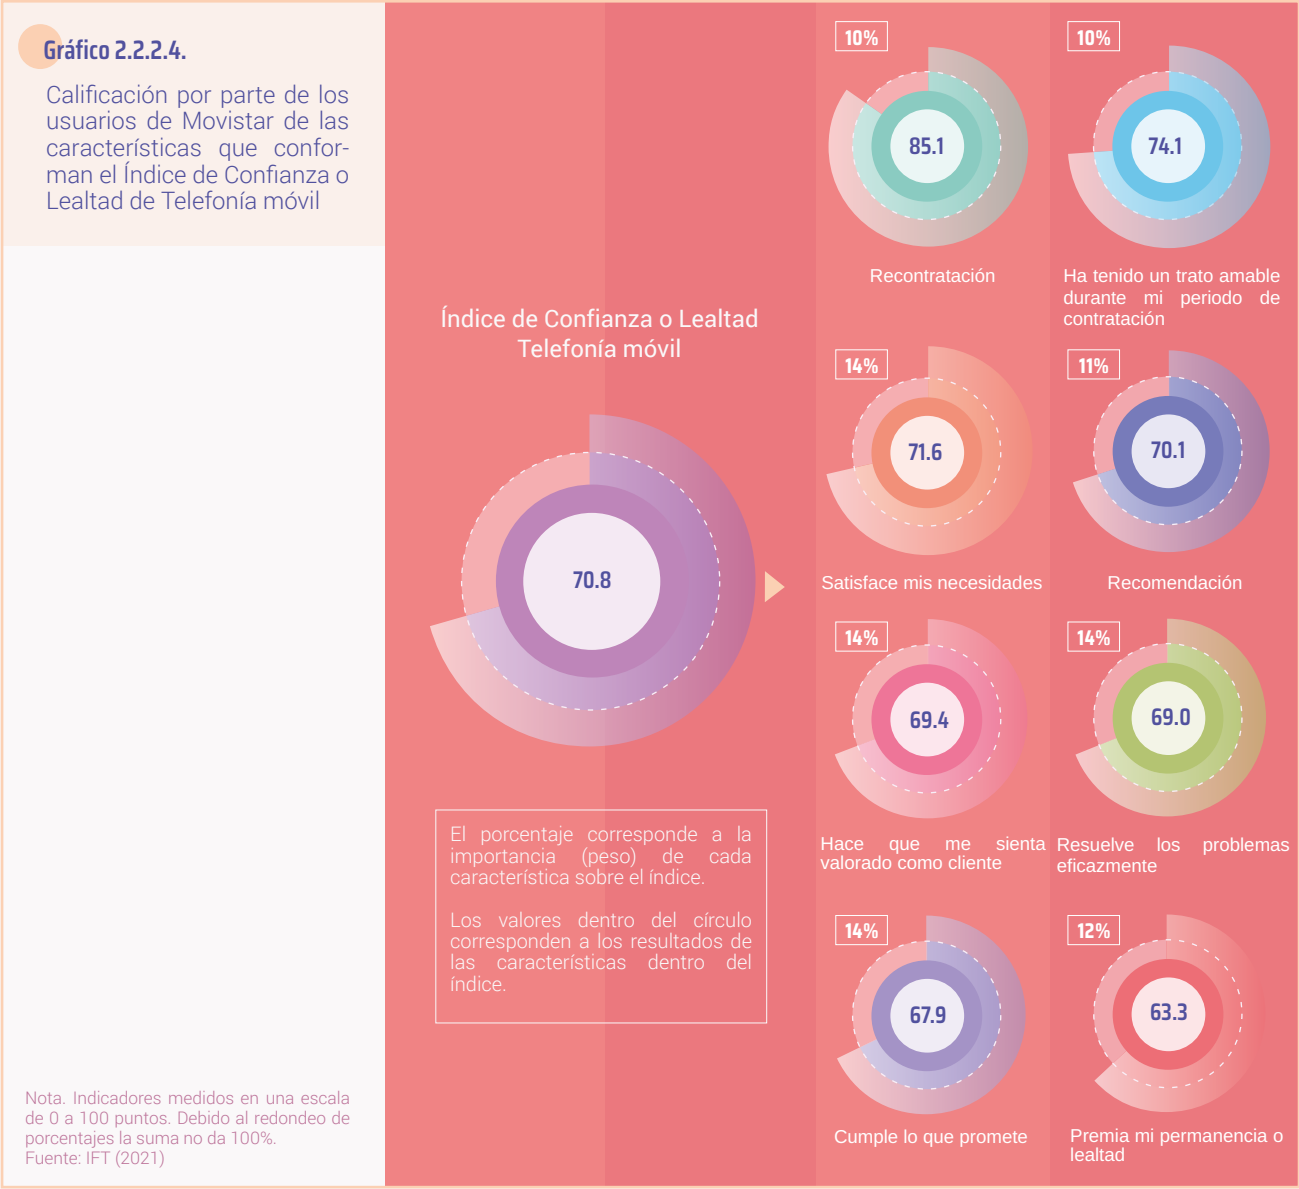 Gráfico 2.2.2.4.
Calificación por parte de los
usuarios de Movistar de las
características que confor-
man el Índice de Confianza o
Lealtad de Telefonía móvil
Índice de Confianza o Lealtad
Telefonía móvil
70.8
El porcentaje corresponde a la
importancia (peso) de cada
característica sobre el índice.
Los valores dentro del círculo
corresponden a los resultados de
las características dentro del
índice.
10%
85.1
Recontratación
10%
74.1
Ha tenido un trato amable
durante mi periodo de
contratación
14%
71.6
Satisface mis necesidades
11%
70.1
Recomendación
14%
69.4
Hace que me sienta
valorado como cliente
14%
69.0
Resuelve los problemas
eficazmente
14%
67.9
Cumple lo que promete
12%
63.3
Premia mi permanencia o
lealtad
Nota. Indicadores medidos en una escala
de 0 a 100 puntos. Debido al redondeo de
porcentajes la suma no da 100%.
Fuente: IFT (2021)